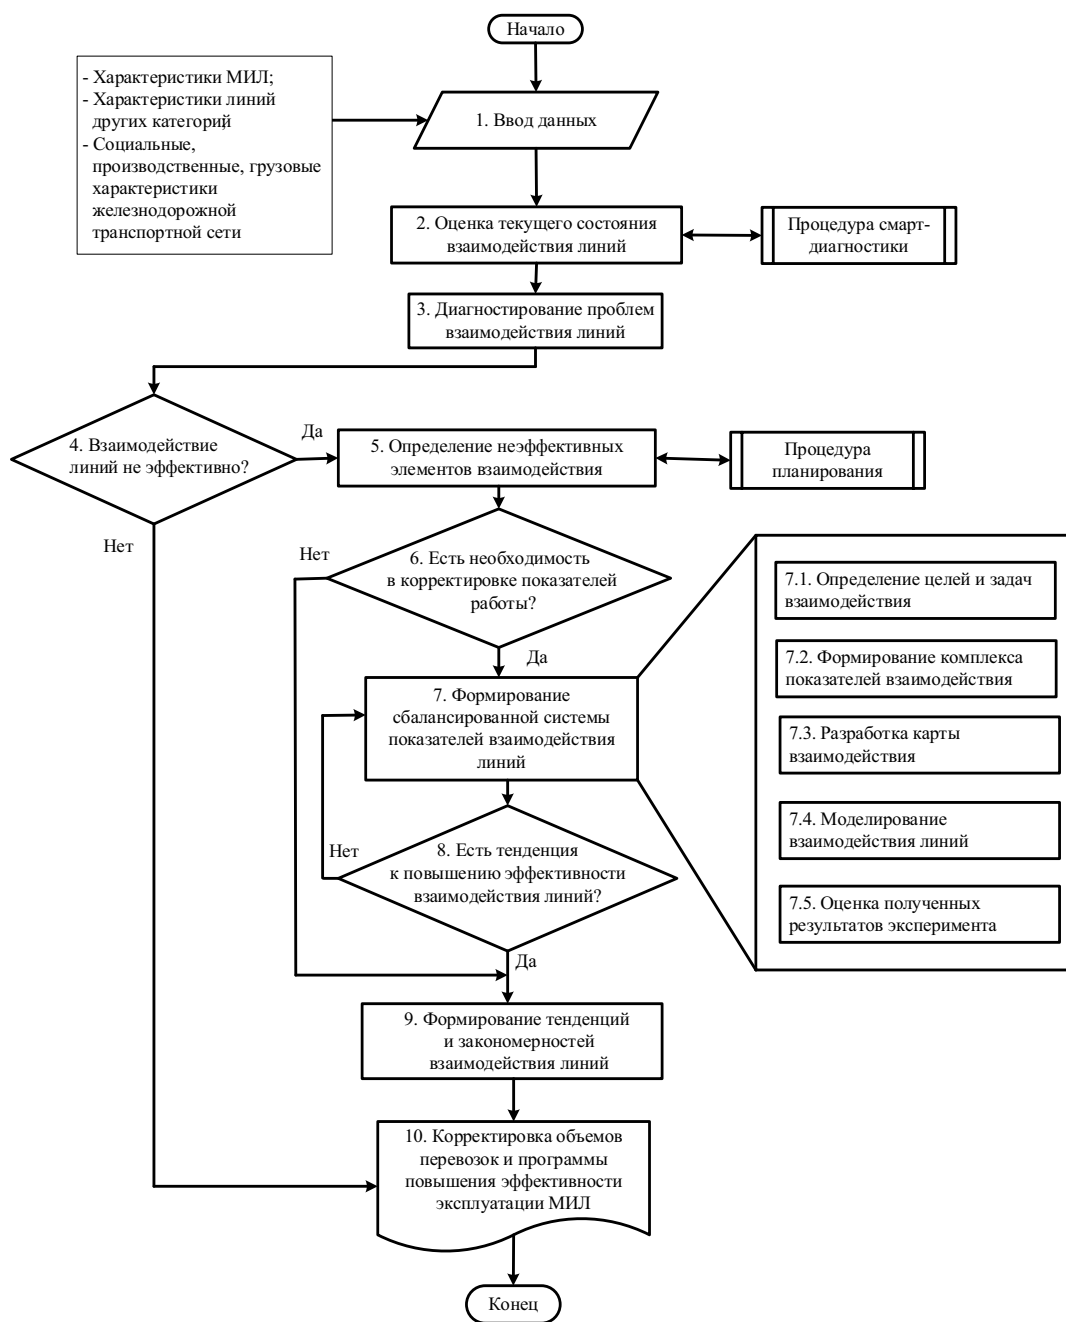 Начало
- Характеристики МИЛ;
- Характеристики линий
других категорий
- Социальные,
производственные, грузовые
характеристики
железнодорожной
транспортной сети
1. Ввод данных
2. Оценка текущего состояния
взаимодействия линий
Процедура смарт-
диагностики
3. Диагностирование проблем
взаимодействия линий
4. Взаимодействие
линий не эффективно?
Да
5. Определение неэффективных
элементов взаимодействия
Процедура
планирования
Нет
Нет
6. Есть необходимость
в корректировке показателей
работы?
Да
7. Формирование
сбалансированной системы
показателей взаимодействия
линий
7.1. Определение целей и задач
взаимодействия
7.2. Формирование комплекса
показателей взаимодействия
7.3. Разработка карты
взаимодействия
7.4. Моделирование
взаимодействия линий
7.5. Оценка полученных
результатов эксперимента
Нет
8. Есть тенденция
к повышению эффективности
взаимодействия линий?
Да
9. Формирование тенденций
и закономерностей
взаимодействия линий
10. Корректировка объемов
перевозок и программы
повышения эффективности
эксплуатации МИЛ
Конец